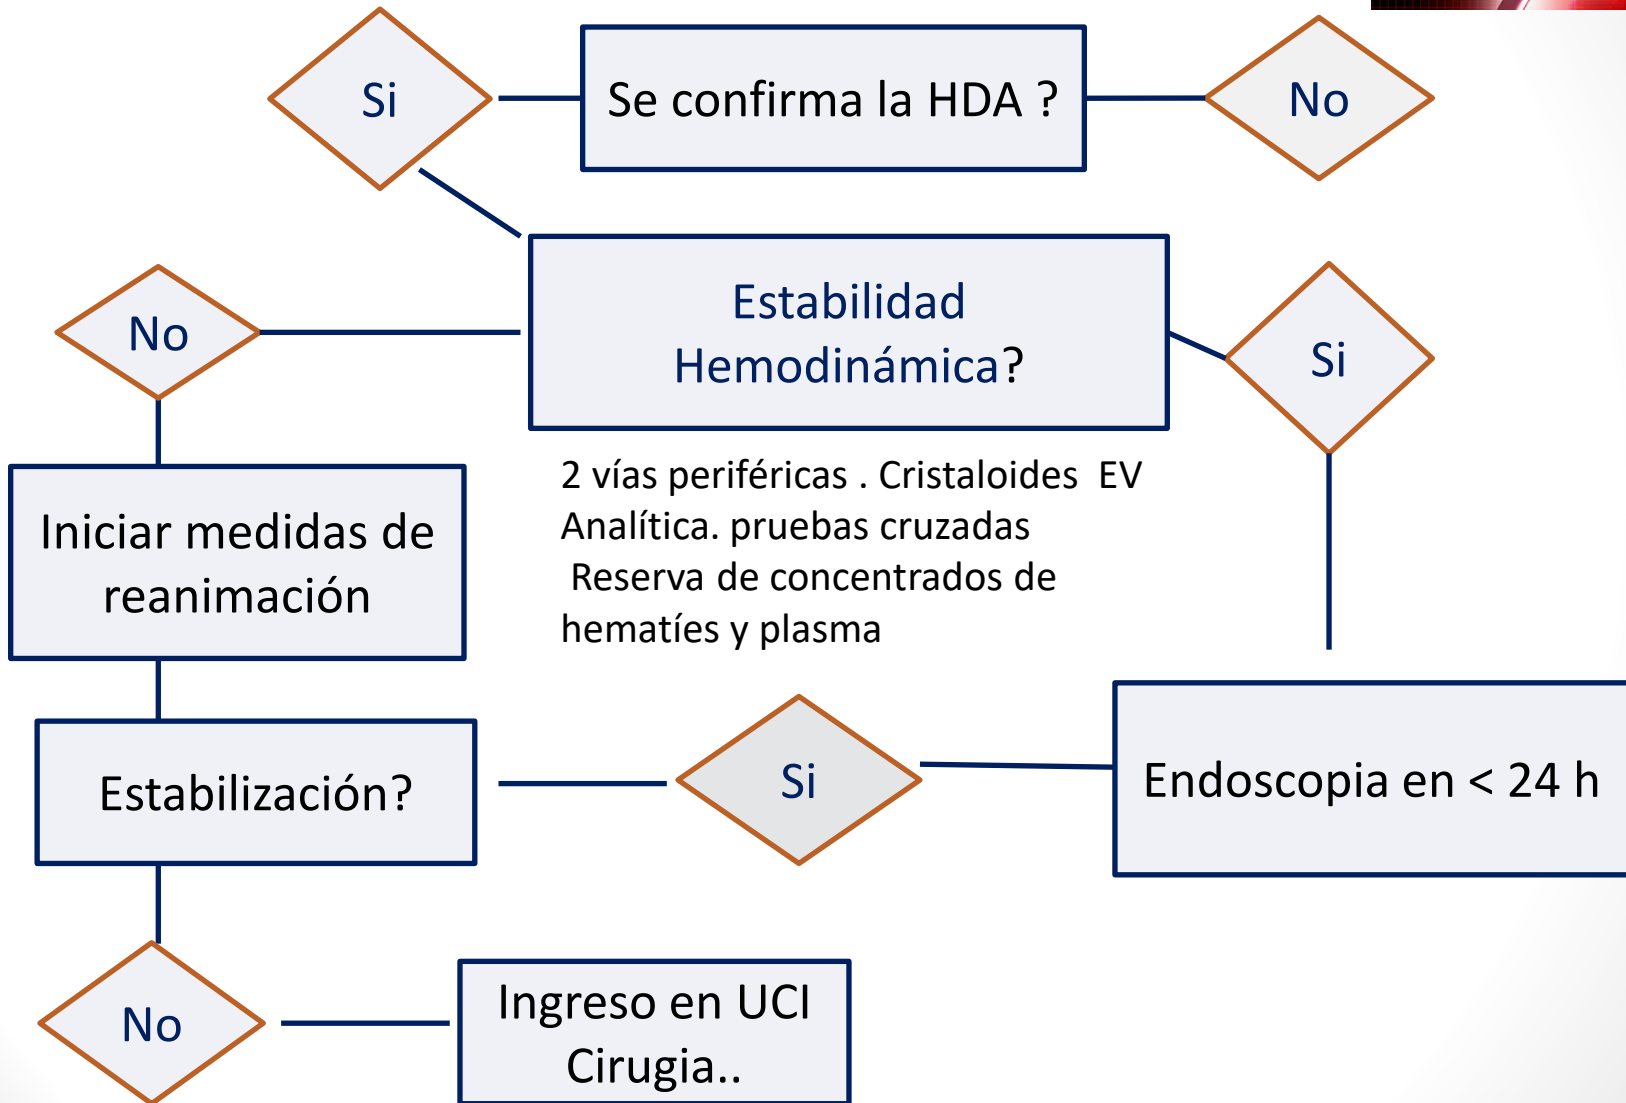 Si
Se confirma la HDA ?
No
Estabilidad
Hemodinámica?
No
Si
2 vías periféricas . Cristaloides  EV
Analítica. pruebas cruzadas
Reserva de concentrados de
hematíes y plasma
Iniciar medidas de
reanimación
Estabilización?
Si
Endoscopia en < 24 h
No
Ingreso en UCI
Cirugia..